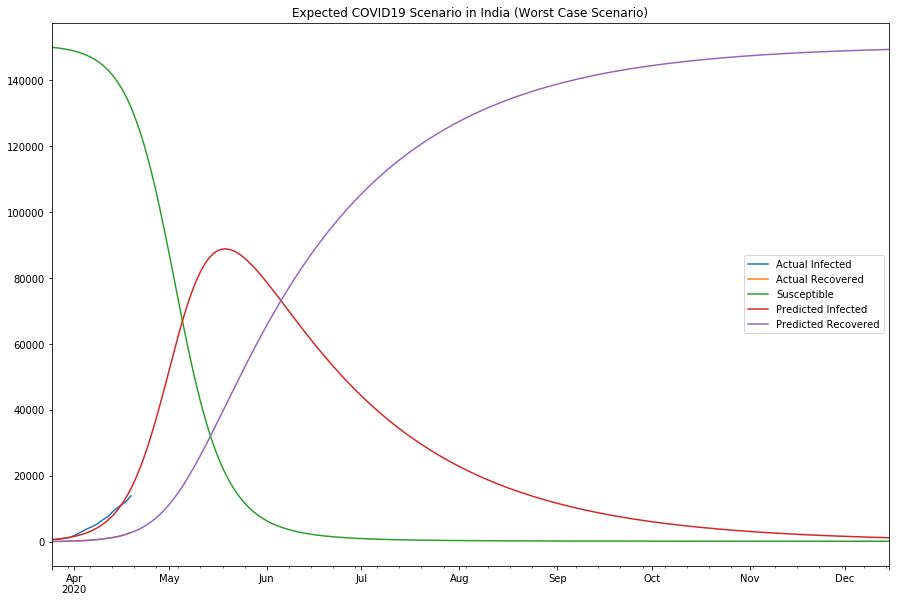 Expected COVID19 Scenario in India (Worst Case Scenario)
140000
120000
100000
80000
60000
40000
20000
0
Actual Infected
Actual Recovered
Susceptible
Predicted Infected
Predicted Recovered
Apr May Jun Jul Aug Sep Oct Nov Dec
2020